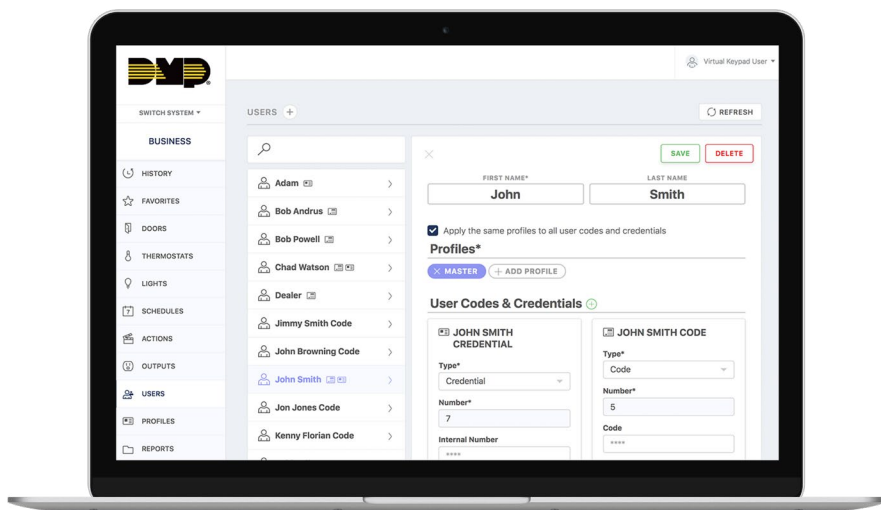 DMP
Virtual Keypad User
SWITCH SYSTEM
USERS
REFRESH
BUSINESS
HISTORY
FAVORITES
DOORS
THERMOSTATS
LIGHTS
SCHEDULES
ACTIONS
OUTPUTS
USERS
PROFILES
REPORTS
Adam
Bob Andrus
Bob Powell
Chad Watson
Dealer
Jimmy Smith Code
John Browning Code
John Smith
Jon Jones Code
Kenny Florian Code
SAVE DELETE
FIRST NAME* LAST NAME
John Smith
Apply the same profiles to all user codes and credentials
Profiles*
× MASTER + ADD PROFILE
User Codes & Credentials
JOHN SMITH
CREDENTIAL
Type*
Credential
Number*
7
Internal Number
****
JOHN SMITH CODE
Type*
Code
Number*
5
Code
****